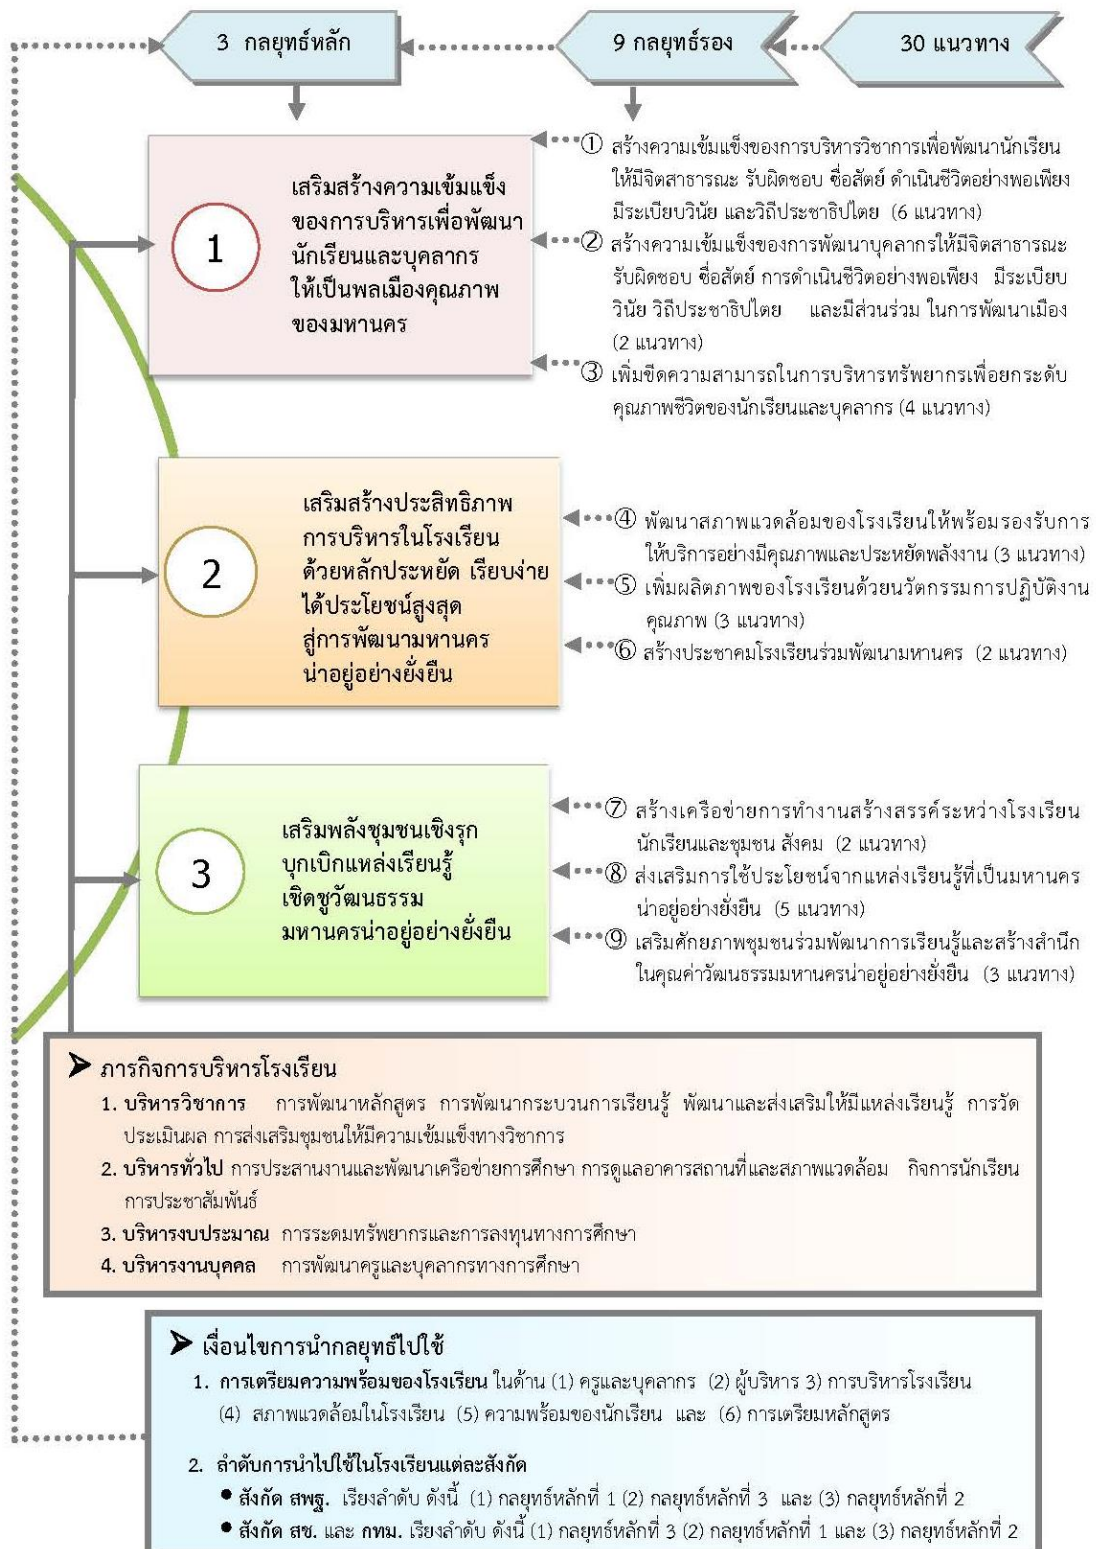 3 กลยุทธ์หลัก
9 กลยุทธ์รอง
30 แนวทาง
1
เสริมสร้างความเข้มแข็ง
ของการบริหารเพื่อพัฒนา
นักเรียนและบุคลากร
ให้เป็นพลเมืองคุณภาพ
ของมหานคร
① สร้างความเข้มแข็งของการบริหารวิชาการเพื่อพัฒนานักเรียน
ให้มีจิตสาธารณะ รับผิดชอบ ซื่อสัตย์ ดำเนินชีวิตอย่างพอเพียง
มีระเบียบวินัย และวิถีประชาธิปไตย (6 แนวทาง)
② สร้างความเข้มแข็งของการพัฒนาบุคลากรให้มีจิตสาธารณะ
รับผิดชอบ ซื่อสัตย์ การดำเนินชีวิตอย่างพอเพียง มีระเบียบ
วินัย วิถีประชาธิปไตย และมีส่วนร่วม ในการพัฒนาเมือง
(2 แนวทาง)
③ เพิ่มขีดความสามารถในการบริหารทรัพยากรเพื่อยกระดับ
คุณภาพชีวิตของนักเรียนและบุคลากร (4 แนวทาง)
2
เสริมสร้างประสิทธิภาพ
การบริหารในโรงเรียน
ด้วยหลักประหยัด เรียบง่าย
ได้ประโยชน์สูงสุด
สู่การพัฒนามหานคร
น่าอยู่อย่างยั่งยืน
④ พัฒนาสภาพแวดล้อมของโรงเรียนให้พร้อมรองรับการ
ให้บริการอย่างมีคุณภาพและประหยัดพลังงาน (3 แนวทาง)
⑤ เพิ่มผลิตภาพของโรงเรียนด้วยนวัตกรรมการปฏิบัติงาน
คุณภาพ (3 แนวทาง)
⑥ สร้างประชาคมโรงเรียนร่วมพัฒนามหานคร (2 แนวทาง)
3
เสริมพลังชุมชนเชิงรุก
บุกเบิกแหล่งเรียนรู้
เชิดชูวัฒนธรรม
มหานครน่าอยู่อย่างยั่งยืน
⑦ สร้างเครือข่ายการทำงานสร้างสรรค์ระหว่างโรงเรียน
นักเรียนและชุมชน สังคม (2 แนวทาง)
⑧ ส่งเสริมการใช้ประโยชน์จากแหล่งเรียนรู้ที่เป็นมหานคร
น่าอยู่อย่างยั่งยืน (5 แนวทาง)
⑨ เสริมศักยภาพชุมชนร่วมพัฒนาการเรียนรู้และสร้างสำนึก
ในคุณค่าวัฒนธรรมมหานครน่าอยู่อย่างยั่งยืน (3 แนวทาง)
➢ ภารกิจการบริหารโรงเรียน
1. บริหารวิชาการ การพัฒนาหลักสูตร การพัฒนากระบวนการเรียนรู้ พัฒนาและส่งเสริมให้มีแหล่งเรียนรู้ การวัด
ประเมินผล การส่งเสริมชุมชนให้มีความเข้มแข็งทางวิชาการ
2. บริหารทั่วไป การประสานงานและพัฒนาเครือข่ายการศึกษา การดูแลอาคารสถานที่และสภาพแวดล้อม กิจการนักเรียน
การประชาสัมพันธ์
3. บริหารงบประมาณ การระดมทรัพยากรและการลงทุนทางการศึกษา
4. บริหารงานบุคคล การพัฒนาครูและบุคลากรทางการศึกษา
➢ เงื่อนไขการนำกลยุทธ์ไปใช้
1. การเตรียมความพร้อมของโรงเรียน ในด้าน (1) ครูและบุคลากร (2) ผู้บริหาร 3) การบริหารโรงเรียน
(4) สภาพแวดล้อมในโรงเรียน (5) ความพร้อมของนักเรียน และ (6) การเตรียมหลักสูตร
2. ลำดับการนำไปใช้ในโรงเรียนแต่ละสังกัด
● สังกัด สพฐ. เรียงลำดับ ดังนี้ (1) กลยุทธ์หลักที่ 1 (2) กลยุทธ์หลักที่ 3 และ (3) กลยุทธ์หลักที่ 2
● สังกัด สช. และ กทม. เรียงลำดับ ดังนี้ (1) กลยุทธ์หลักที่ 3 (2) กลยุทธ์หลักที่ 1 และ (3) กลยุทธ์หลักที่ 2